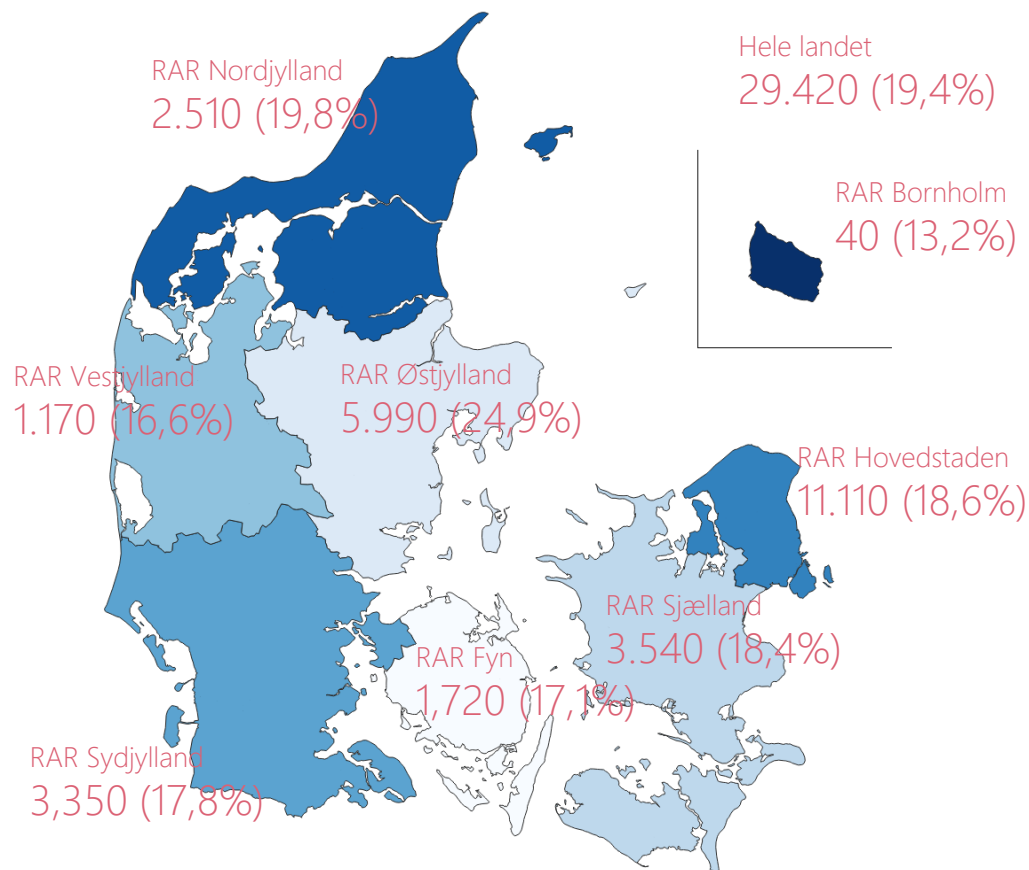 RAR Nordjylland
2.510 (19,8%)
Hele landet
29.420 (19,4%)
RAR Bornholm
40 (13,2%)
RAR Vestjylland
1.170 (16,6%)
RAR Østjylland
5.990 (24,9%)
RAR Hovedstaden
11.110 (18,6%)
RAR Sjælland
3.540 (18,4%)
RAR Fyn
1,720 (17,1%)
RAR Sydjylland
3,350 (17,8%)